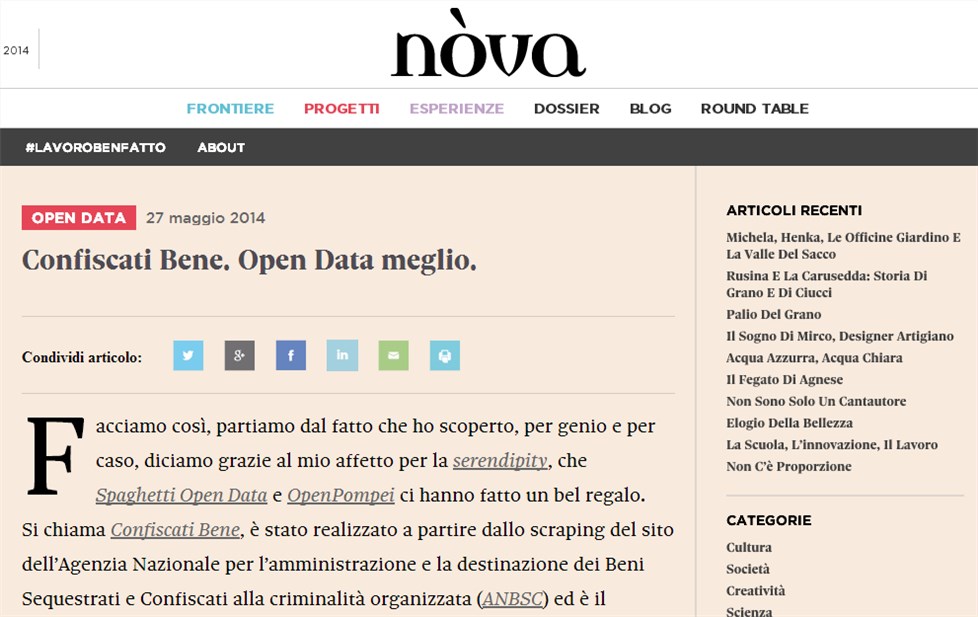 2014
nòva
FRONTIERE PROGETTI ESPERIENZE DOSSIER BLOG ROUND TABLE
#LAVOROBENFATTO ABOUT
OPEN DATA 27 maggio 2014
Confiscati Bene. Open Data meglio.
Condividi articolo:
Facciamo così, partiamo dal fatto che ho scoperto, per genio e per
caso, diciamo grazie al mio affetto per la serendipity, che
Spaghetti Open Data e OpenPompei ci hanno fatto un bel regalo.
Si chiama Confiscati Bene, è stato realizzato a partire dallo scraping del sito
dell’Agenzia Nazionale per l’amministrazione e la destinazione dei Beni
Sequestrati e Confiscati alla criminalità organizzata (ANBSC) ed è il
ARTICOLI RECENTI
Michela, Henka, Le Officine Giardino E
La Valle Del Sacco
Rusina E La Carusedda: Storia Di
Grano E Di Ciucci
Palio Del Grano
Il Sogno Di Mirco, Designer Artigiano
Acqua Azzurra, Acqua Chiara
Il Fegato Di Agnese
Non Sono Solo Un Cantautore
Elogio Della Bellezza
La Scuola, L’innovazione, Il Lavoro
Non C’è Proporzione
CATEGORIE
Cultura
Società
Creatività
Scienza